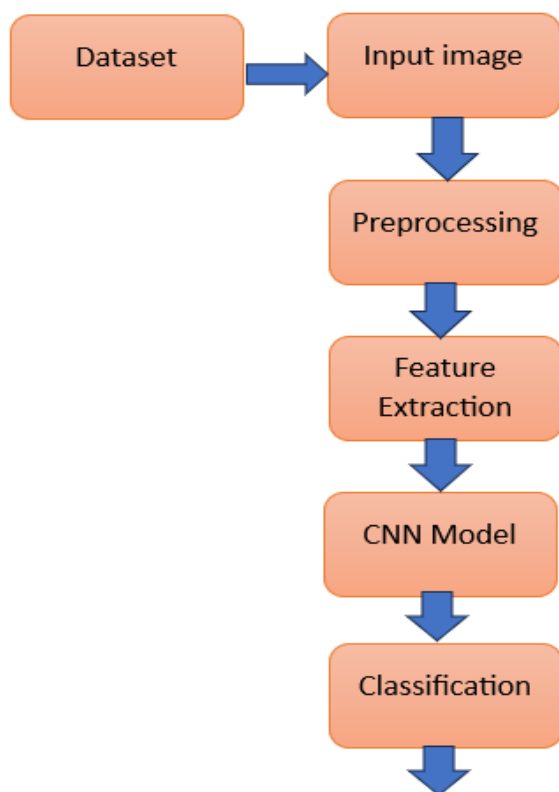 Dataset
Input image
Preprocessing
Feature
Extraction
CNN Model
Classification